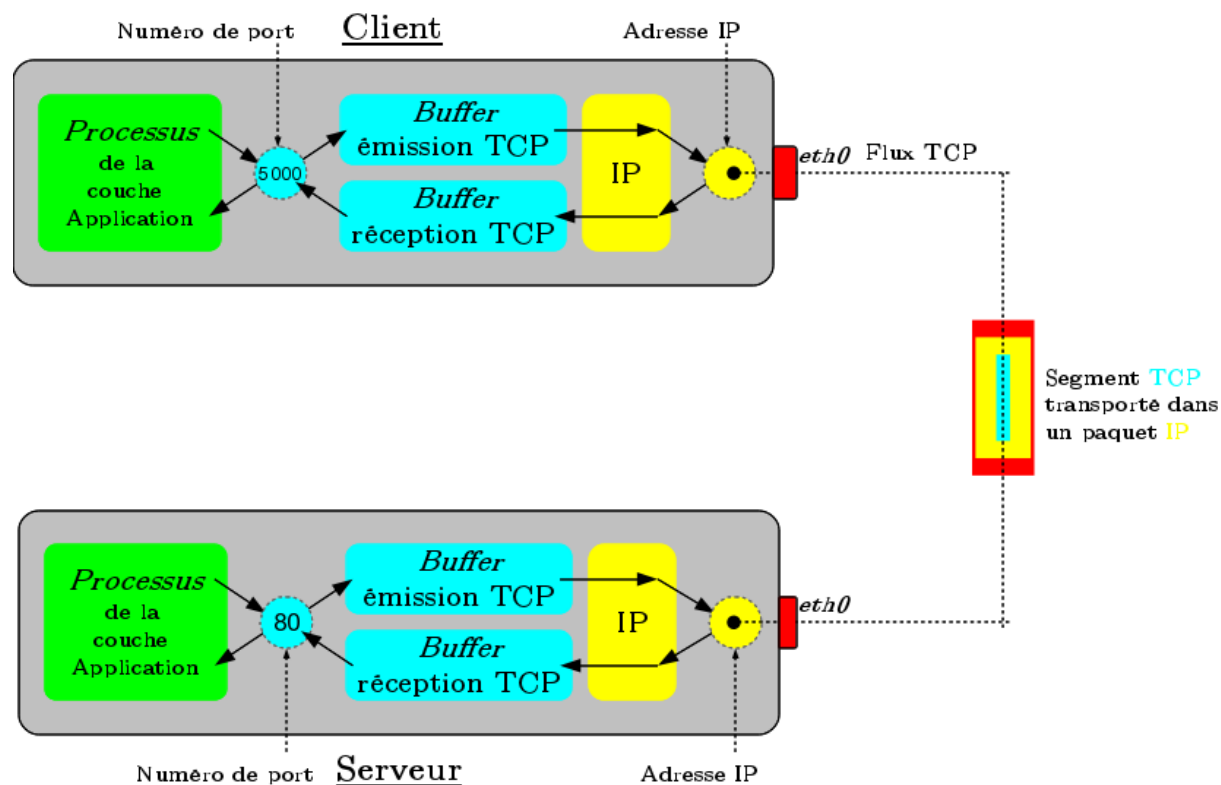 Numéro de port
Client
Adresse IP
Processus
de la
couche
Application
5000
Buffer
émission TCP
Buffer
réception TCP
IP
eth0
Flux TCP
Segment TCP
transporté dans
un paquet IP
Processus
de la
couche
Application
80
Buffer
émission TCP
Buffer
réception TCP
IP
eth0
Numéro de port
Serveur
Adresse IP